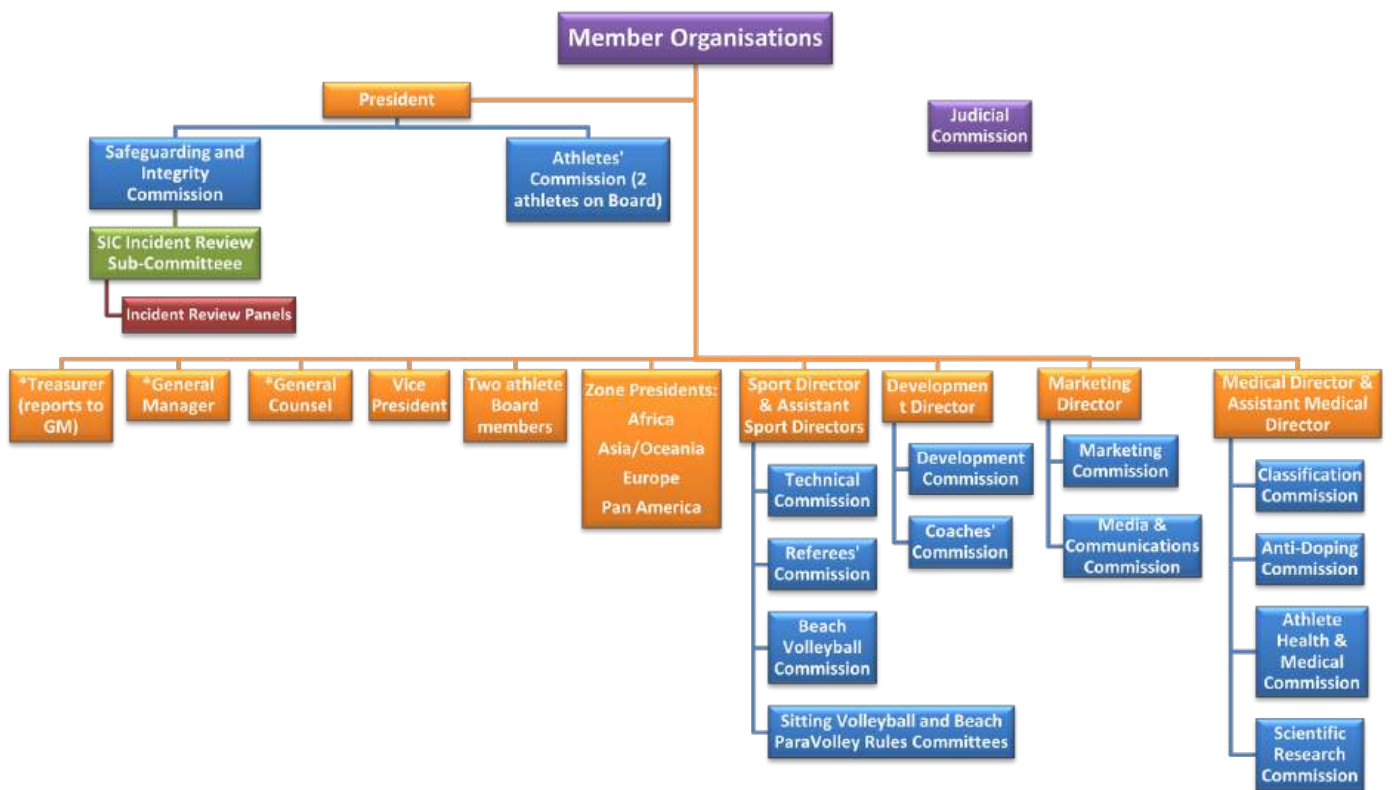 Member Organisations
President
Judicial
Commission
Safeguarding and
Integrity
Commission
Athletes'
Commission (2
athletes on Board)
SIC Incident Review
Sub-Committeee
Incident Review Panels
*Treasurer
(reports to
GM)
*General
Manager
*General
Counsel
Vice
President
Two athlete
Board
members
Zone Presidents:
Africa
Asia/Oceania
Europe
Pan America
Sport Director
& Assistant
Sport Directors
Technical
Commission
Referees'
Commission
Beach
Volleyball
Commission
Sitting Volleyball and Beach
ParaVolley Rules Committees
Developmen
t Director
Development
Commission
Coaches'
Commission
Marketing
Director
Marketing
Commission
Media &
Communications
Commission
Medical Director &
Assistant Medical
Director
Classification
Commission
Anti-Doping
Commission
Athlete
Health &
Medical
Commission
Scientific
Research
Commission